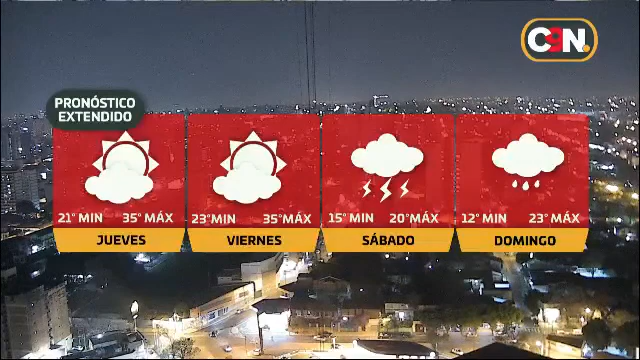 C9N.
PRONÓSTICO
EXTENDIDO
21° MIN 35° MÁX
JUEVES
23° MIN 35° MÁX
VIERNES
15° MIN 20° MÁX
SÁBADO
12° MIN 23° MÁX
DOMINGO